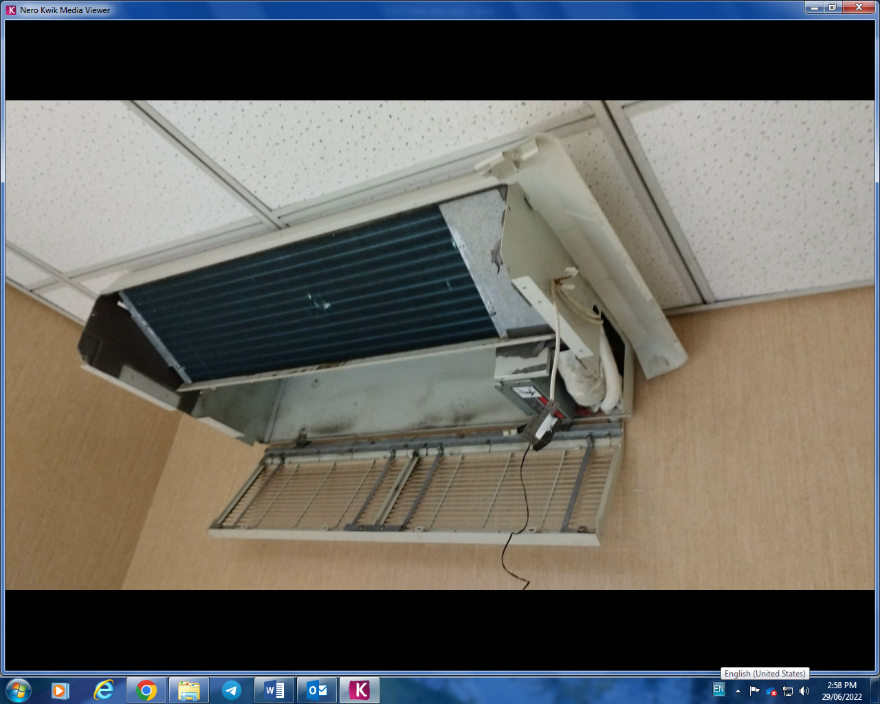 Nero Kwik Media Viewer
English (United States)
EN
2:58 PM
29/06/2022